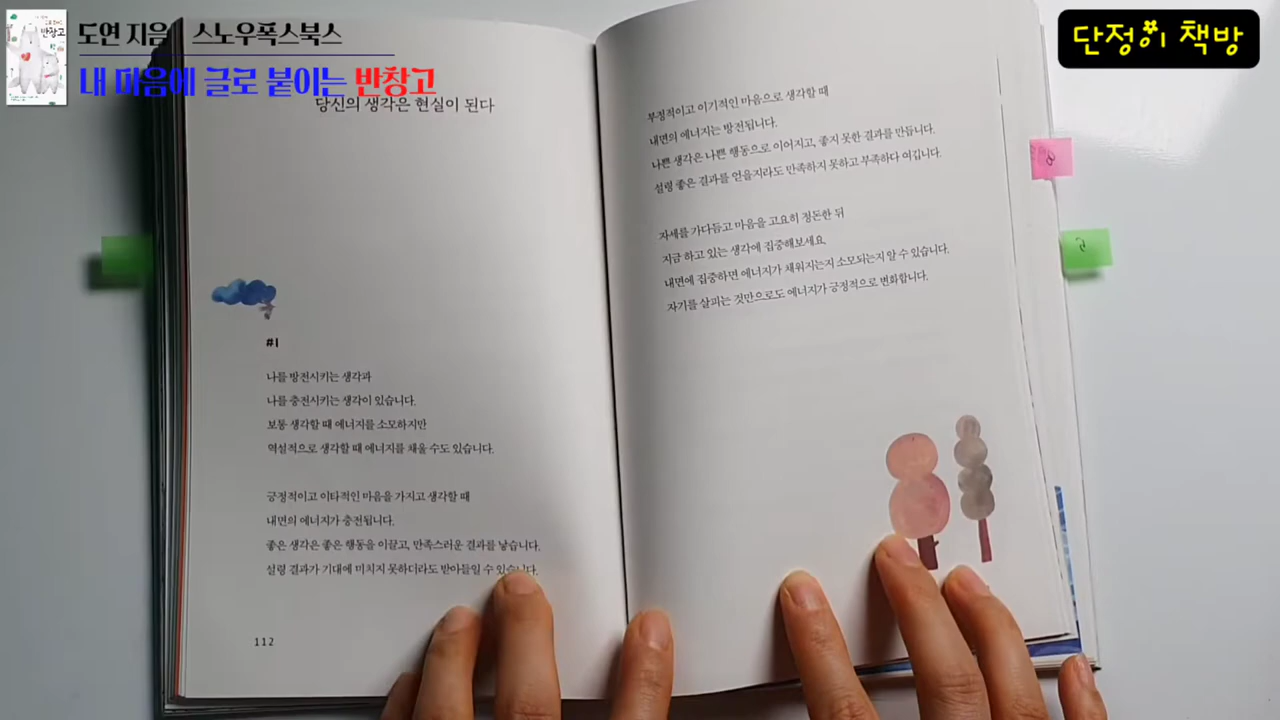 도연 지음 스노우폭스북스
내 마음에 글로 붙이는 반창고
반창고
단정이 책방
당신의 생각은 현실이 된다
#1
나를 방전시키는 생각과
나를 충전시키는 생각이 있습니다.
보통 생각할 때 에너지를 소모하지만
역설적으로 생각할 때 에너지를 채울 수도 있습니다.
긍정적이고 이타적인 마음을 가지고 생각할 때
내면의 에너지가 충전됩니다.
좋은 생각은 좋은 행동을 이끌고, 만족스러운 결과를 낳습니다.
설령 결과가 기대에 미치지 못하더라도 받아들일 수 있습니다.
112
부정적이고 이기적인 마음으로 생각할 때
내면의 에너지는 방전됩니다.
나쁜 생각은 나쁜 행동으로 이어지고, 좋지 못한 결과를 만듭니다.
설령 좋은 결과를 얻을지라도 만족하지 못하고 부족하다 여깁니다.
자세를 가다듬고 마음을 고요히 정돈한 뒤
지금 하고 있는 생각에 집중해보세요.
내면에 집중하면 에너지가 채워지는지 소모되는지 알 수 있습니다.
자기를 살피는 것만으로도 에너지가 긍정적으로 변화합니다.